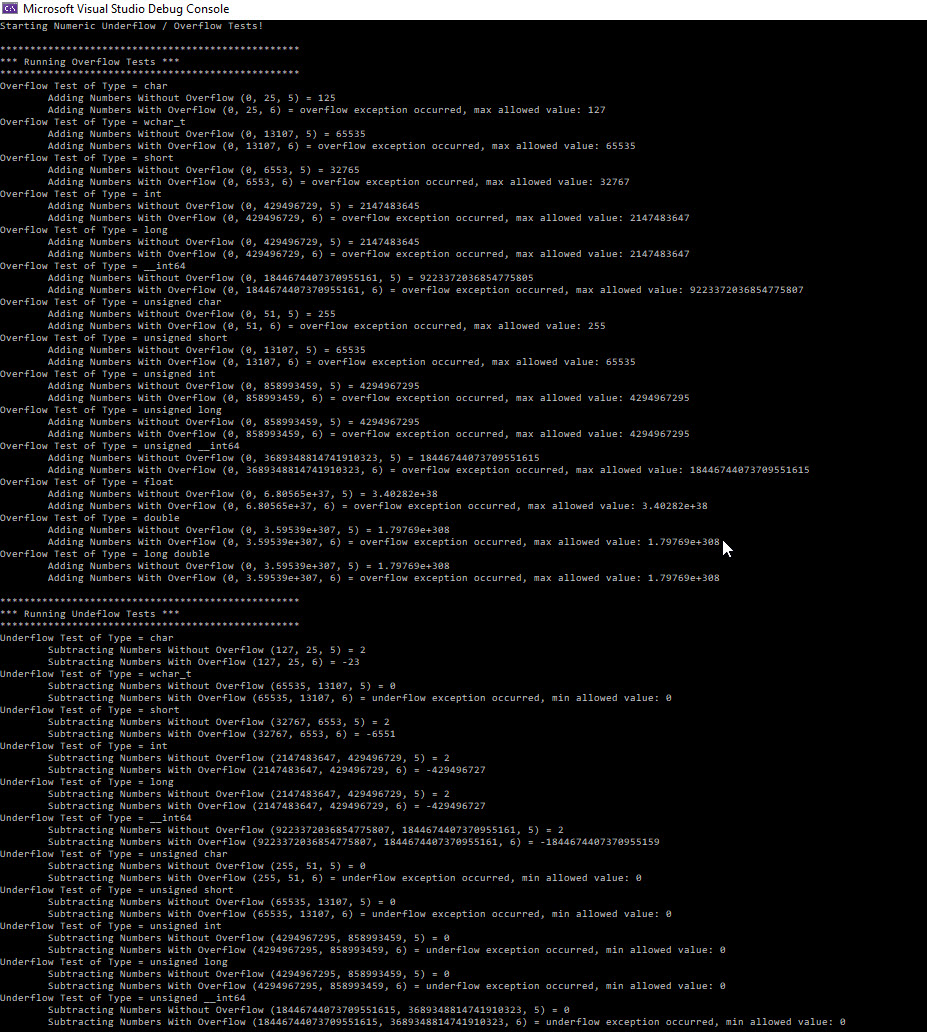 Microsoft Visual Studio Debug Console
Starting Numeric Underflow / Overflow Tests!
**************************************************
*** Running Overflow Tests ***
**************************************************
Overflow Test of Type = char
Adding Numbers Without Overflow (0, 25, 5) = 125
Adding Numbers With Overflow (0, 25, 6) = overflow exception occurred, max allowed value: 127
Overflow Test of Type = wchar_t
Adding Numbers Without Overflow (0, 13107, 5) = 65535
Adding Numbers With Overflow (0, 13107, 6) = overflow exception occurred, max allowed value: 65535
Overflow Test of Type = short
Adding Numbers Without Overflow (0, 6553, 5) = 32765
Adding Numbers With Overflow (0, 6553, 6) = overflow exception occurred, max allowed value: 32767
Overflow Test of Type = int
Adding Numbers Without Overflow (0, 429496729, 5) = 2147483645
Adding Numbers With Overflow (0, 429496729, 6) = overflow exception occurred, max allowed value: 2147483647
Overflow Test of Type = long
Adding Numbers Without Overflow (0, 429496729, 5) = 2147483645
Adding Numbers With Overflow (0, 429496729, 6) = overflow exception occurred, max allowed value: 2147483647
Overflow Test of Type = __int64
Adding Numbers Without Overflow (0, 1844674407370955161, 5) = 9223372036854775805
Adding Numbers With Overflow (0, 1844674407370955161, 6) = overflow exception occurred, max allowed value: 9223372036854775807
Overflow Test of Type = unsigned char
Adding Numbers Without Overflow (0, 51, 5) = 255
Adding Numbers With Overflow (0, 51, 6) = overflow exception occurred, max allowed value: 255
Overflow Test of Type = unsigned short
Adding Numbers Without Overflow (0, 13107, 5) = 65535
Adding Numbers With Overflow (0, 13107, 6) = overflow exception occurred, max allowed value: 65535
Overflow Test of Type = unsigned int
Adding Numbers Without Overflow (0, 858993459, 5) = 4294967295
Adding Numbers With Overflow (0, 858993459, 6) = overflow exception occurred, max allowed value: 4294967295
Overflow Test of Type = unsigned long
Adding Numbers Without Overflow (0, 858993459, 5) = 4294967295
Adding Numbers With Overflow (0, 858993459, 6) = overflow exception occurred, max allowed value: 4294967295
Overflow Test of Type = unsigned __int64
Adding Numbers Without Overflow (0, 3689348814741910323, 5) = 18446744073709551615
Adding Numbers With Overflow (0, 3689348814741910323, 6) = overflow exception occurred, max allowed value: 18446744073709551615
Overflow Test of Type = float
Adding Numbers Without Overflow (0, 6.80565e+37, 5) = 3.40282e+38
Adding Numbers With Overflow (0, 6.80565e+37, 6) = overflow exception occurred, max allowed value: 3.40282e+38
Overflow Test of Type = double
Adding Numbers Without Overflow (0, 3.59539e+307, 5) = 1.79769e+308
Adding Numbers With Overflow (0, 3.59539e+307, 6) = overflow exception occurred, max allowed value: 1.79769e+308
Overflow Test of Type = long double
Adding Numbers Without Overflow (0, 3.59539e+307, 5) = 1.79769e+308
Adding Numbers With Overflow (0, 3.59539e+307, 6) = overflow exception occurred, max allowed value: 1.79769e+308
**************************************************
*** Running Undeflow Tests ***
**************************************************
Underflow Test of Type = char
Subtracting Numbers Without Overflow (127, 25, 5) = 2
Subtracting Numbers With Overflow (127, 25, 6) = -23
Underflow Test of Type = wchar_t
Subtracting Numbers Without Overflow (65535, 13107, 5) = 0
Subtracting Numbers With Overflow (65535, 13107, 6) = underflow exception occurred, min allowed value: 0
Underflow Test of Type = short
Subtracting Numbers Without Overflow (32767, 6553, 5) = 2
Subtracting Numbers With Overflow (32767, 6553, 6) = -6551
Underflow Test of Type = int
Subtracting Numbers Without Overflow (2147483647, 429496729, 5) = 2
Subtracting Numbers With Overflow (2147483647, 429496729, 6) = -429496727
Underflow Test of Type = long
Subtracting Numbers Without Overflow (2147483647, 429496729, 5) = 2
Subtracting Numbers With Overflow (2147483647, 429496729, 6) = -429496727
Underflow Test of Type = __int64
Subtracting Numbers Without Overflow (9223372036854775807, 1844674407370955161, 5) = 2
Subtracting Numbers With Overflow (9223372036854775807, 1844674407370955161, 6) = -1844674407370955159
Underflow Test of Type = unsigned char
Subtracting Numbers Without Overflow (255, 51, 5) = 0
Subtracting Numbers With Overflow (255, 51, 6) = underflow exception occurred, min allowed value: 0
Underflow Test of Type = unsigned short
Subtracting Numbers Without Overflow (65535, 13107, 5) = 0
Subtracting Numbers With Overflow (65535, 13107, 6) = underflow exception occurred, min allowed value: 0
Underflow Test of Type = unsigned int
Subtracting Numbers Without Overflow (4294967295, 858993459, 5) = 0
Subtracting Numbers With Overflow (4294967295, 858993459, 6) = underflow exception occurred, min allowed value: 0
Underflow Test of Type = unsigned long
Subtracting Numbers Without Overflow (4294967295, 858993459, 5) = 0
Subtracting Numbers With Overflow (4294967295, 858993459, 6) = underflow exception occurred, min allowed value: 0
Underflow Test of Type = unsigned __int64
Subtracting Numbers Without Overflow (18446744073709551615, 3689348814741910323, 5) = 0
Subtracting Numbers With Overflow (18446744073709551615, 3689348814741910323, 6) = underflow exception occurred, min allowed value: 0